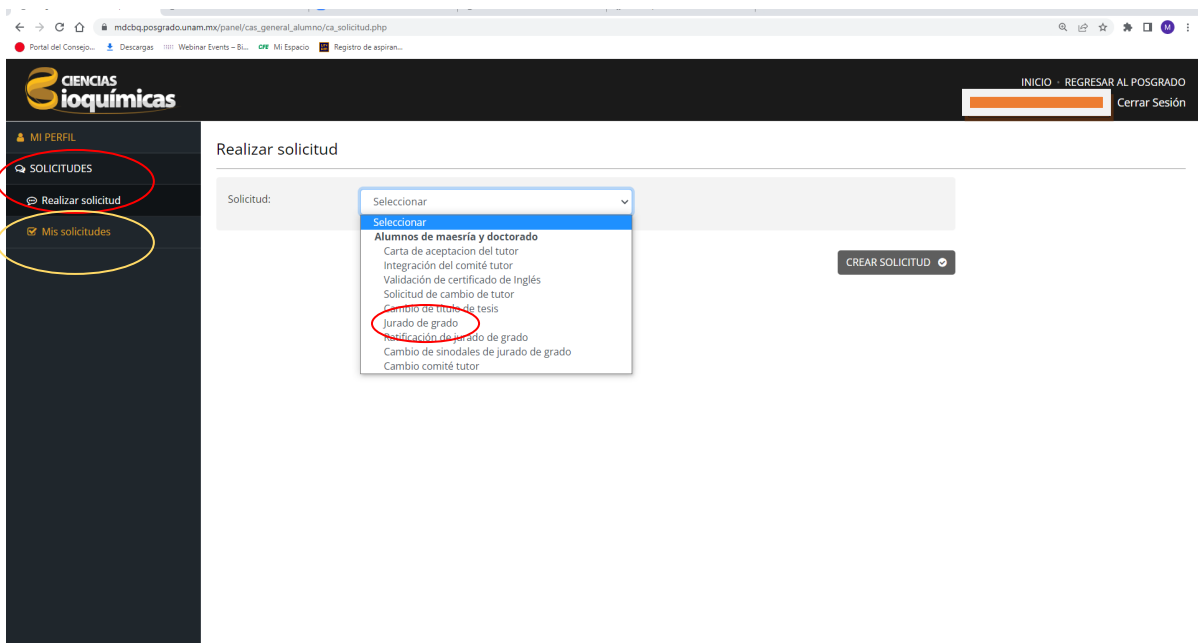 mdcbq.posgrado.unam.mx/panel/cas_general_alumno/ca_solicitud.php
Portal del Consejo... Descargas Webinar Events – Bi... CFE Mi Espacio Registro de aspiran...
M
CIENCIAS
Bioquímicas
INICIO - REGRESAR AL POSGRADO
Cerrar Sesión
MI PERFIL
SOLICITUDES
Realizar solicitud
Mis solicitudes
Realizar solicitud
Solicitud:
Seleccionar
Seleccionar
Alumnos de maesría y doctorado
Carta de aceptacion del tutor
Integración del comité tutor
Validación de certificado de Inglés
Solicitud de cambio de tutor
Cambio de título de tesis
Jurado de grado
Ratificación de jurado de grado
Cambio de sinodales de jurado de grado
Cambio comité tutor
CREAR SOLICITUD